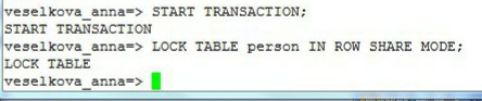 veselkova_anna=> START TRANSACTION;
START TRANSACTION
veselkova_anna=> LOCK TABLE person IN ROW SHARE MODE;
LOCK TABLE
veselkova_anna=>